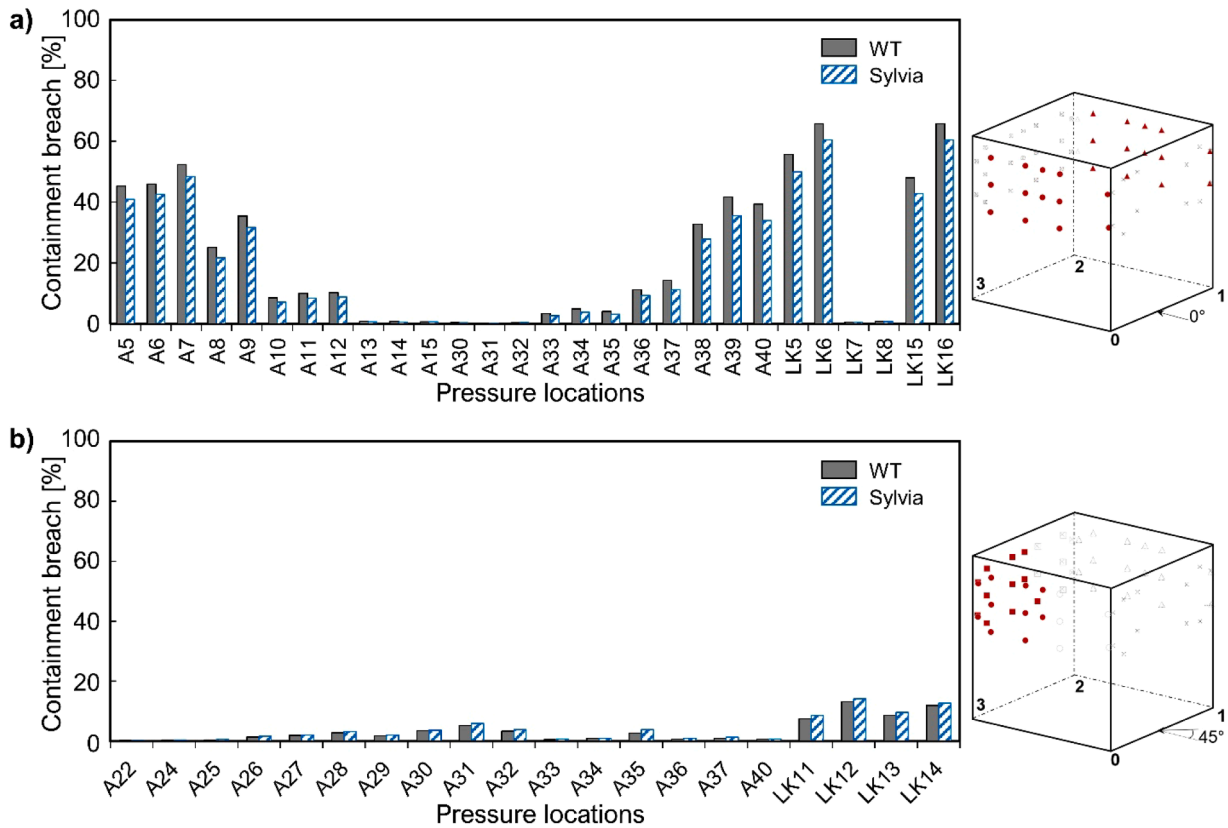 a)
Containment breach [%]
100
80
60
40
20
0
WT
Sylvia
A5 A6 A7 A8 A9 A10 A11 A12 A13 A14 A15 A30 A31 A32 A33 A34 A35 A36 A37 A38 A39 A40 LK5 LK6 LK7 LK8 LK15 LK16
Pressure locations
3
2
1
0°
0
b)
Containment breach [%]
100
80
60
40
20
0
WT
Sylvia
A22 A24 A25 A26 A27 A28 A29 A30 A31 A32 A33 A34 A35 A36 A37 A40 LK11 LK12 LK13 LK14
Pressure locations
3
2
1
45°
0